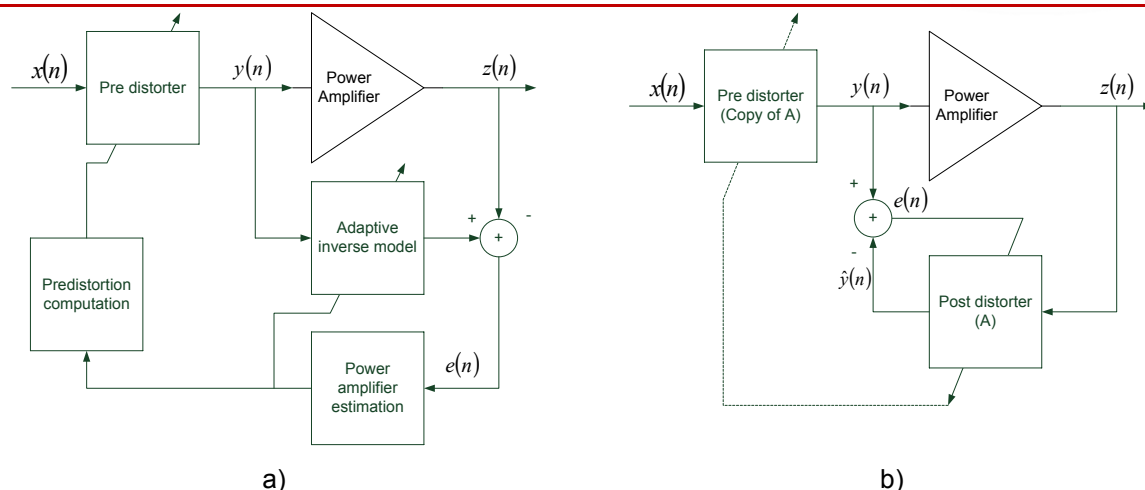 x(n)
Pre distorter
y(n)
Power
Amplifier
z(n)
+
-
+
Adaptive
inverse model
Predistortion
computation
Power
amplifier
estimation
e(n)
a)
x(n)
Pre distorter
(Copy of A)
y(n)
Power
Amplifier
z(n)
+
+
e(n)
-
ŷ(n)
Post distorter
(A)
b)